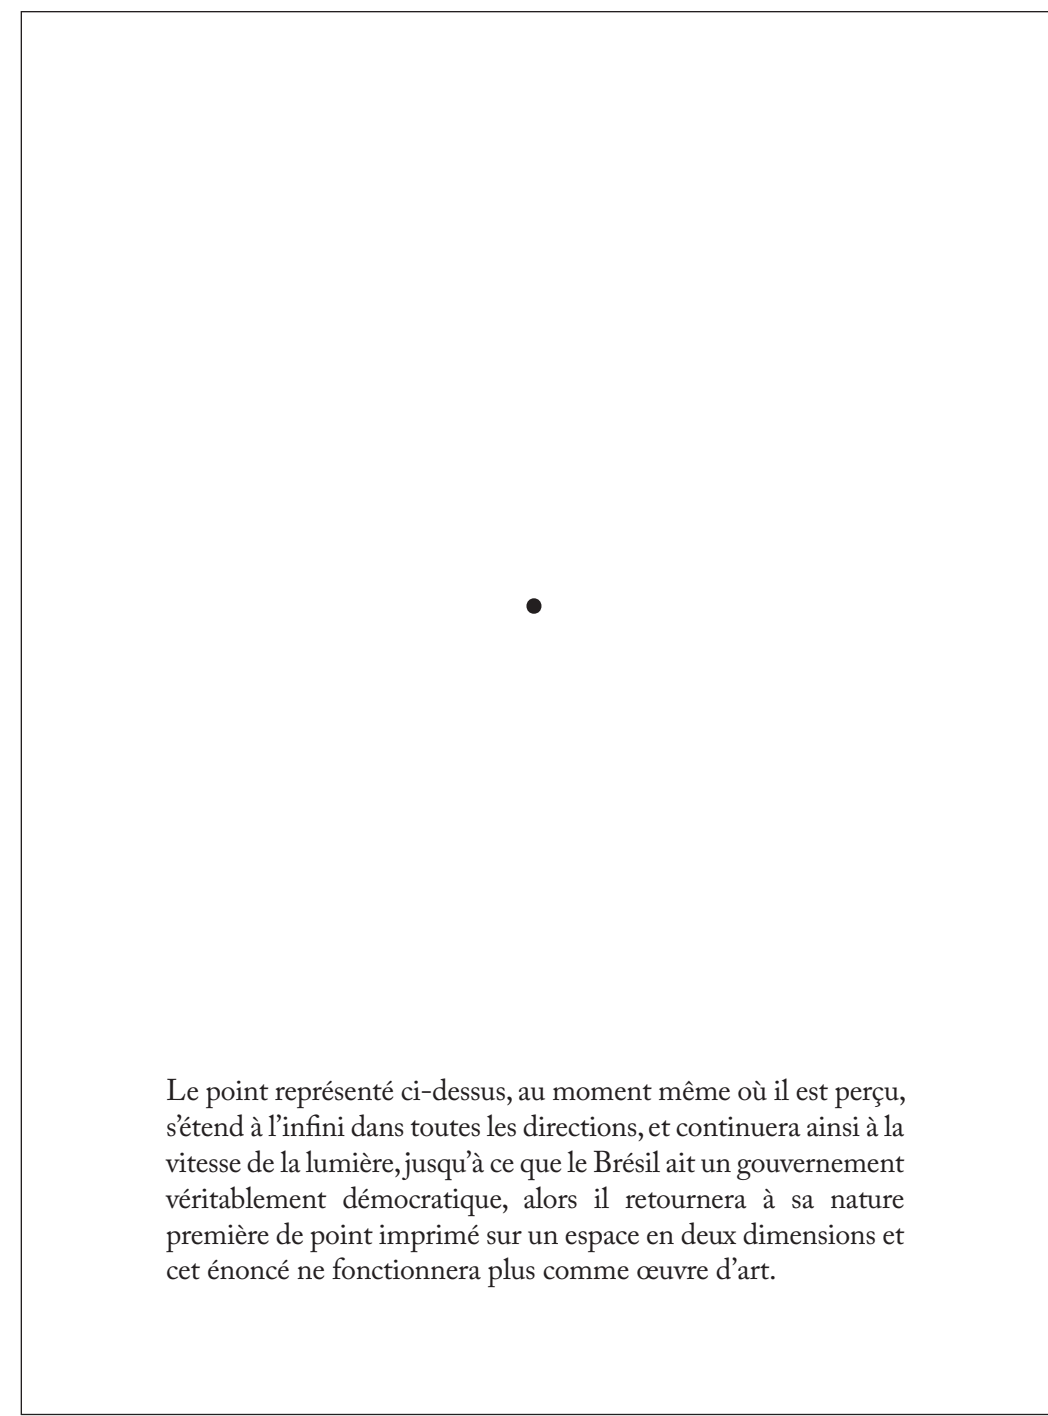 Le point représenté ci-dessus, au moment même où il est perçu,
s’étend à l’infini dans toutes les directions, et continuera ainsi à la
vitesse de la lumière, jusqu’à ce que le Brésil ait un gouvernement
véritablement démocratique, alors il retournera à sa nature
première de point imprimé sur un espace en deux dimensions et
cet énoncé ne fonctionnera plus comme œuvre d’art.